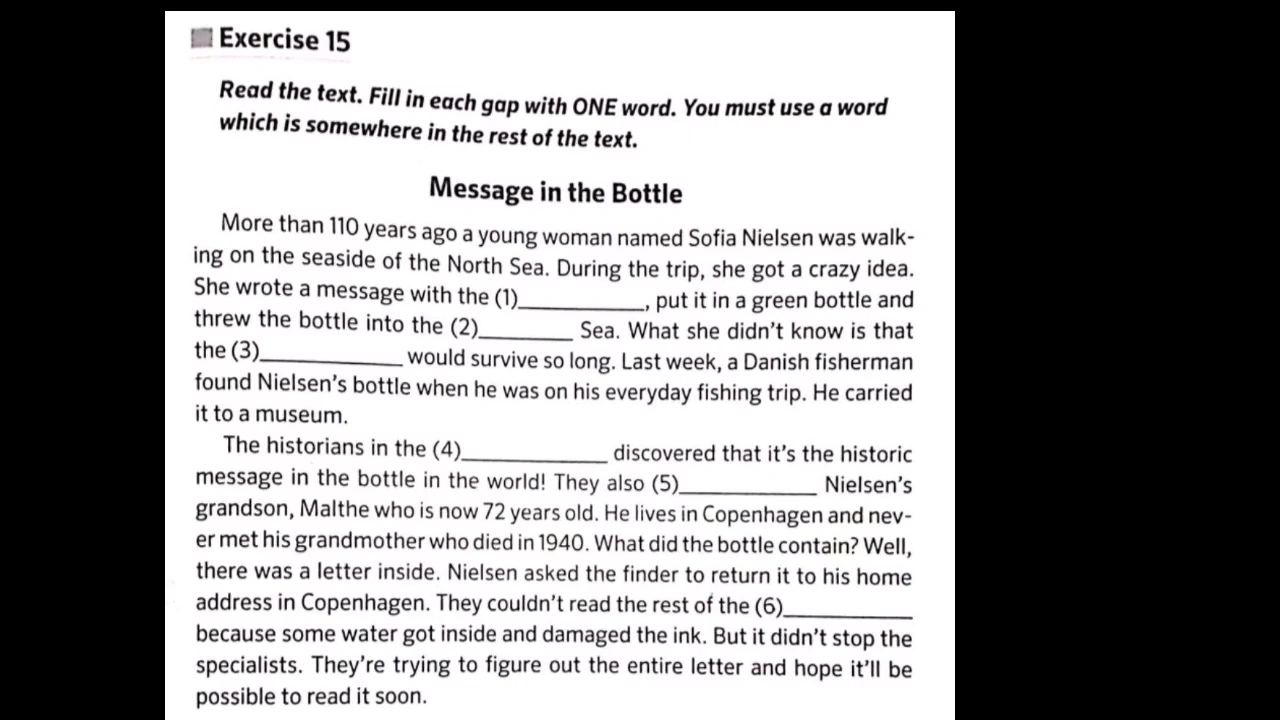 Exercise 15
Read the text. Fill in each gap with ONE word. You must use a word
which is somewhere in the rest of the text.
Message in the Bottle
More than 110 years ago a young woman named Sofia Nielsen was walk-
ing on the seaside of the North Sea. During the trip, she got a crazy idea.
She wrote a message with the (1)____________, put it in a green bottle and
threw the bottle into the (2)_________ Sea. What she didn't know is that
the (3)______________ would survive so long. Last week, a Danish fisherman
found Nielsen's bottle when he was on his everyday fishing trip. He carried
it to a museum.
The historians in the (4)______________ discovered that it's the historic
message in the bottle in the world! They also (5)_____________ Nielsen's
grandson, Malthe who is now 72 years old. He lives in Copenhagen and nev-
er met his grandmother who died in 1940. What did the bottle contain? Well,
there was a letter inside. Nielsen asked the finder to return it to his home
address in Copenhagen. They couldn't read the rest of the (6)____________
because some water got inside and damaged the ink. But it didn't stop the
specialists. They're trying to figure out the entire letter and hope it'll be
possible to read it soon.